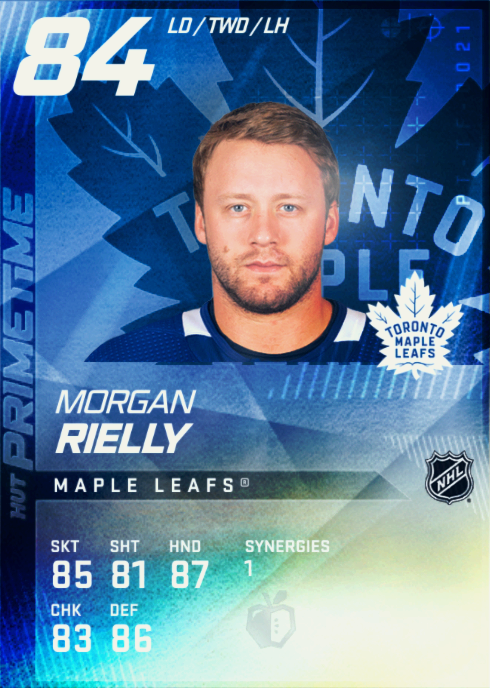 84
LD / TWD / LH
2021
HUT PRIMETIME
TORONTO
MAPLE
TORONTO
MAPLE
LEAFS
MORGAN
RIELLY
MAPLE LEAFS®
NHL
SKT SHT HND SYNERGIES
85 81 87 1
CHK DEF
83 86